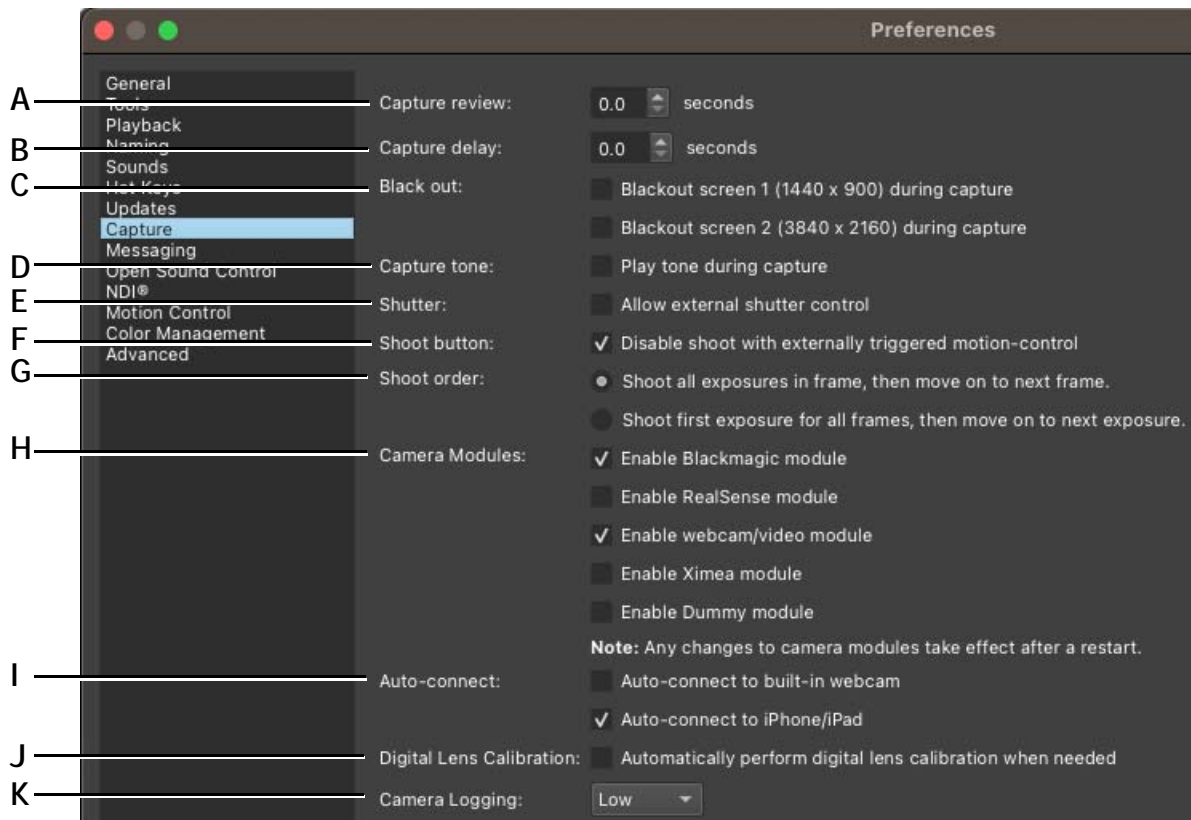 Preferences
General
Tools
Playback
Naming
Sounds
Hot Keys
Updates
Capture
Messaging
Open Sound Control
NDI®
Motion Control
Color Management
Advanced
A
Capture review: 0.0 seconds
B
Capture delay: 0.0 seconds
C
Black out: Blackout screen 1 (1440 x 900) during capture
Blackout screen 2 (3840 x 2160) during capture
D
Capture tone: Play tone during capture
E
Shutter: Allow external shutter control
F
Shoot button: Disable shoot with externally triggered motion-control
G
Shoot order: Shoot all exposures in frame, then move on to next frame.
Shoot first exposure for all frames, then move on to next exposure.
H
Camera Modules: Enable Blackmagic module
Enable RealSense module
Enable webcam/video module
Enable Ximea module
Enable Dummy module
Note: Any changes to camera modules take effect after a restart.
I
Auto-connect: Auto-connect to built-in webcam
Auto-connect to iPhone/iPad
J
Digital Lens Calibration: Automatically perform digital lens calibration when needed
K
Camera Logging: Low